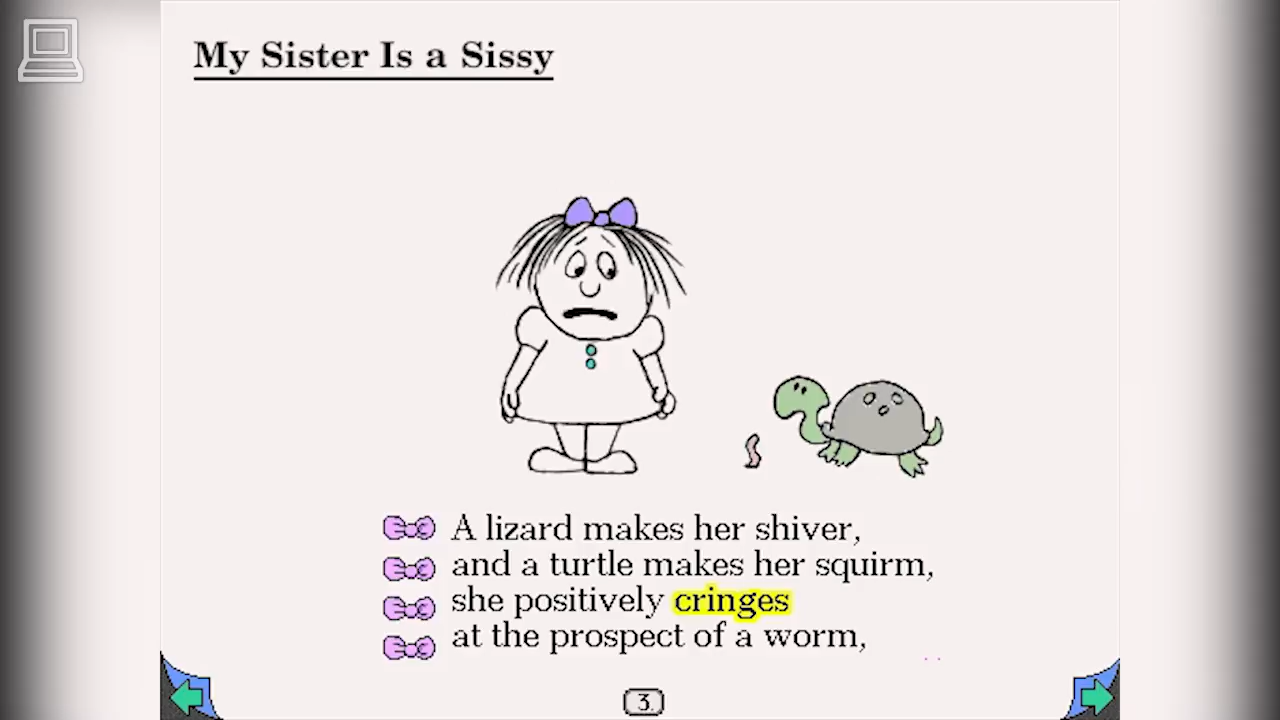 My Sister Is a Sissy
A lizard makes her shiver,
and a turtle makes her squirm,
she positively cringes
at the prospect of a worm,
3